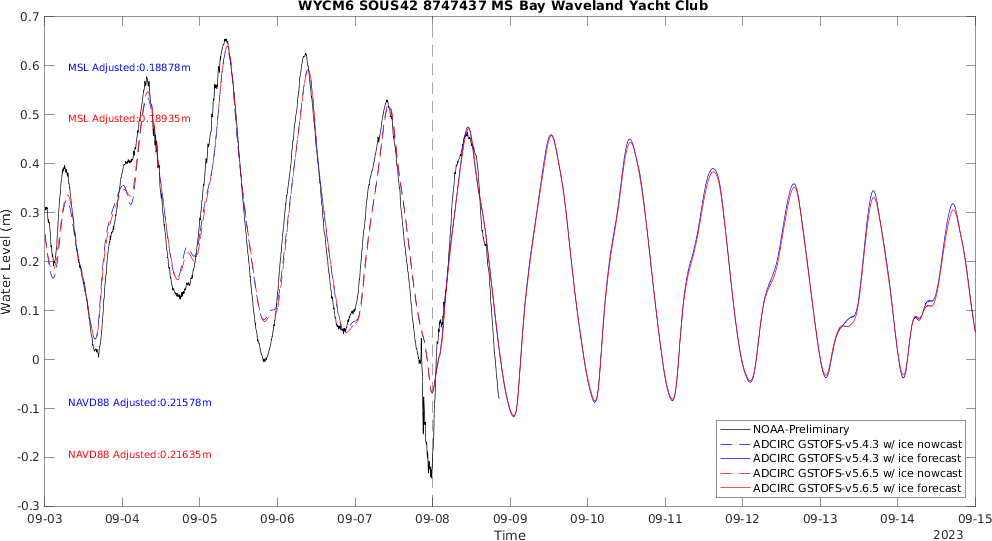 WYCM6 SOUS42 8747437 MS Bay Waveland Yacht Club
0.7
0.6
0.5
0.4
0.3
0.2
0.1
0
-0.1
-0.2
-0.3
Water Level (m)
MSL Adjusted:0.18878m
MSL Adjusted:0.18935m
NAVD88 Adjusted:0.21578m
NAVD88 Adjusted:0.21635m
NOAA-Preliminary
ADCIRC GSTOFS-v5.4.3 w/ ice nowcast
ADCIRC GSTOFS-v5.4.3 w/ ice forecast
ADCIRC GSTOFS-v5.6.5 w/ ice nowcast
ADCIRC GSTOFS-v5.6.5 w/ ice forecast
09-03 09-04 09-05 09-06 09-07 09-08 09-09 09-10 09-11 09-12 09-13 09-14 09-15
Time
2023